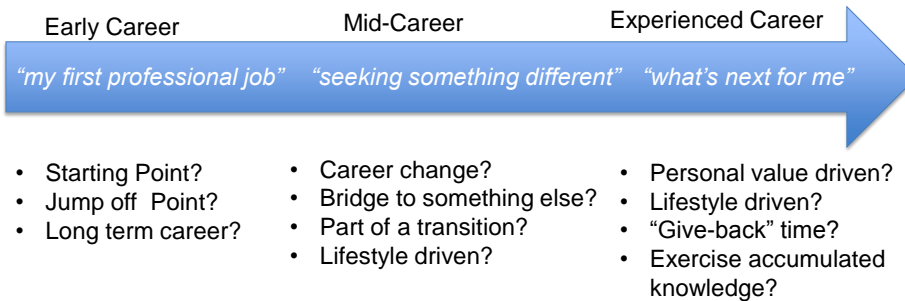 Early Career
Mid-Career
Experienced Career
“my first professional job”
“seeking something different”
“what’s next for me”
• Starting Point?
• Jump off Point?
• Long term career?
• Career change?
• Bridge to something else?
• Part of a transition?
• Lifestyle driven?
• Personal value driven?
• Lifestyle driven?
• “Give-back” time?
• Exercise accumulated
knowledge?